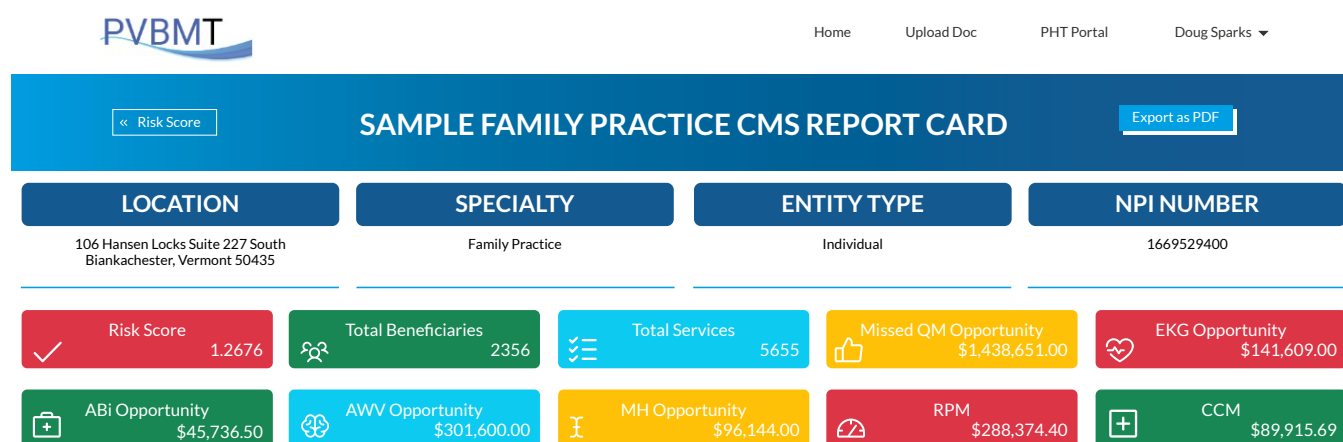 PVBMT
Home Upload Doc PHT Portal Doug Sparks
« Risk Score
SAMPLE FAMILY PRACTICE CMS REPORT CARD
Export as PDF
LOCATION SPECIALTY ENTITY TYPE NPI NUMBER
106 Hansen Locks Suite 227 South
Biankachester, Vermont 50435
Family Practice
Individual
1669529400
Risk Score
1.2676
Total Beneficiaries
2356
Total Services
5655
Missed QM Opportunity
$1,438,651.00
EKG Opportunity
$141,609.00
ABi Opportunity
$45,736.50
AWV Opportunity
$301,600.00
MH Opportunity
$96,144.00
RPM
$288,374.40
CCM
$89,915.69